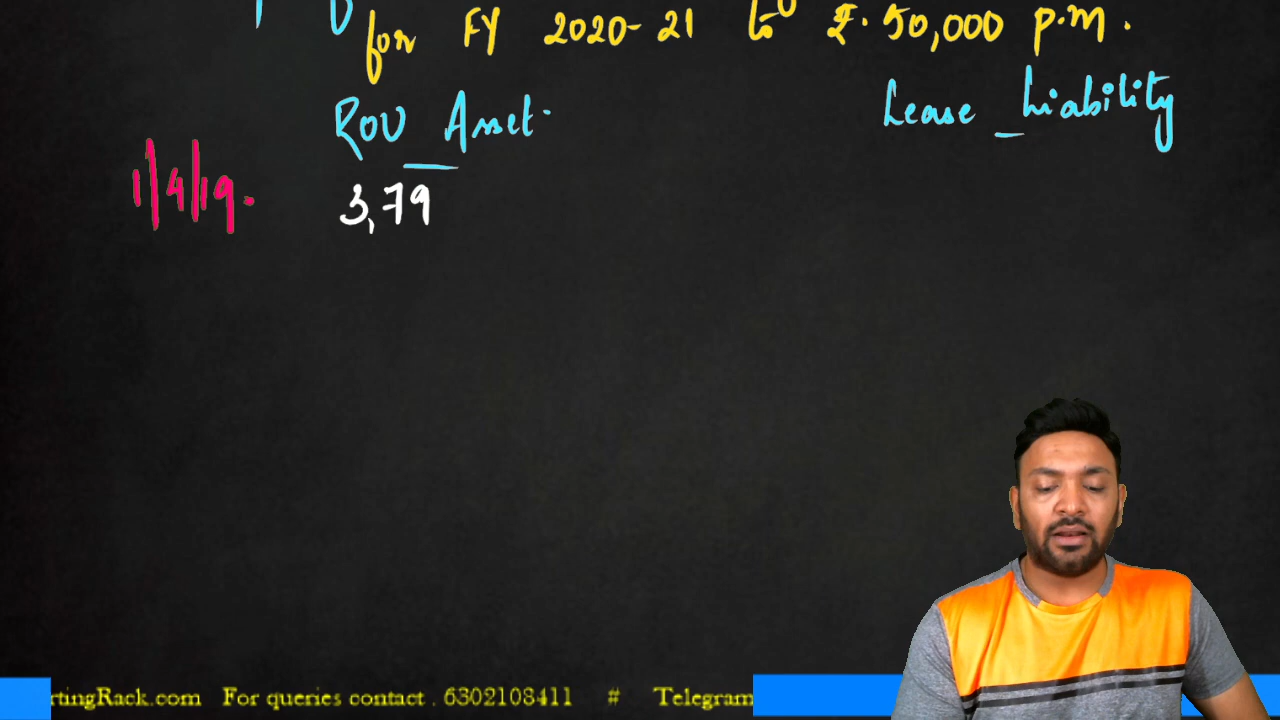 for FY 2020-21 to ₹. 50,000 p.m.
ROU Asset Lease Liability
1/4/19. 3,79
rtingRack.com For queries contact . 6302108411 # Telegram